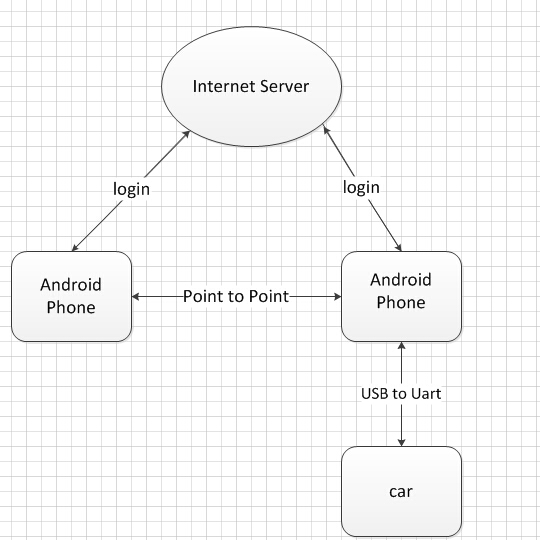 Internet Server
login
login
Android
Phone
Point to Point
Android
Phone
USB to Uart
car